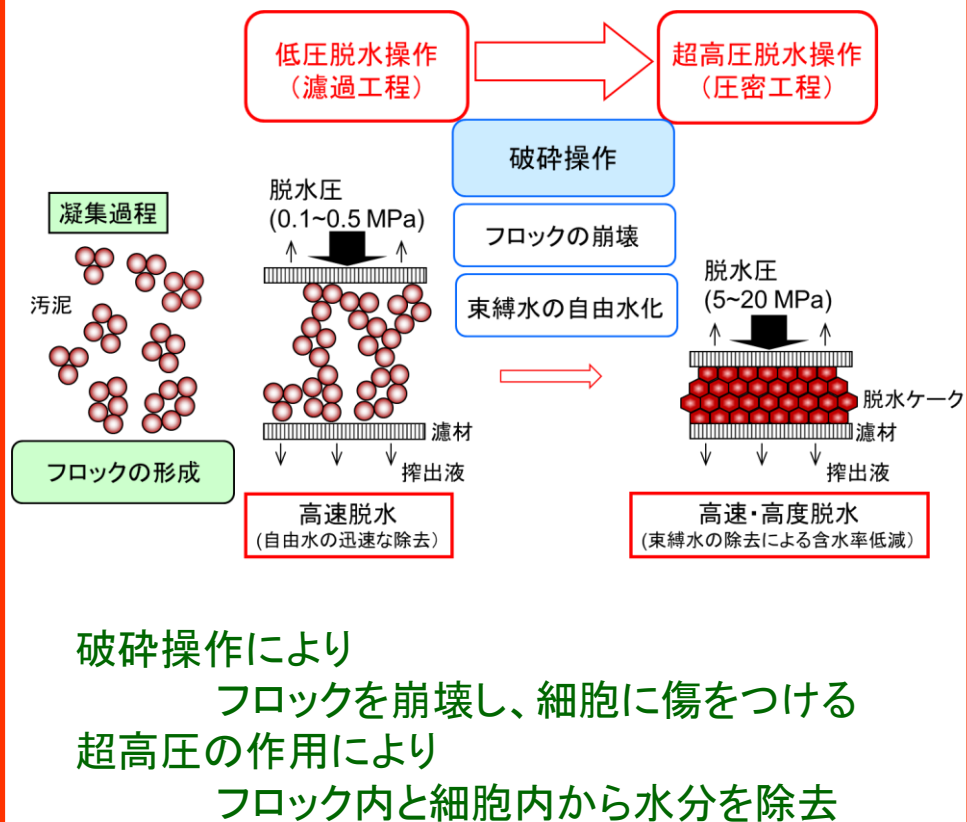 低圧脱水操作
（濾過工程）
超高圧脱水操作
（圧密工程）
破砕操作
フロックの崩壊
束縛水の自由水化
凝集過程
汚泥
フロックの形成
脱水圧
(0.1~0.5 MPa)
濾材
搾出液
高速脱水
(自由水の迅速な除去）
脱水圧
(5~20 MPa)
脱水ケーク
濾材
搾出液
高速・高度脱水
（束縛水の除去による含水率低減）
破砕操作により
フロックを崩壊し、細胞に傷をつける
超高圧の作用により
フロック内と細胞内から水分を除去